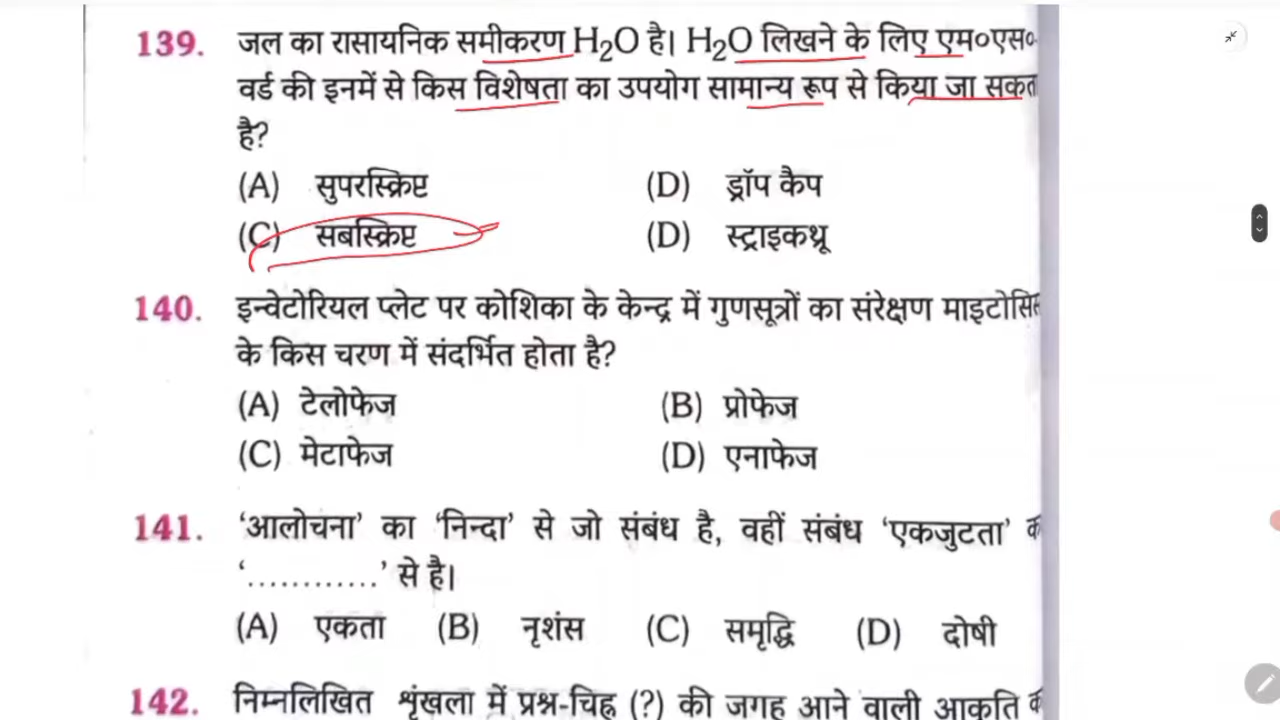 139. जल का रासायनिक समीकरण H₂O है। H₂O लिखने के लिए एम०एस०
वर्ड की इनमें से किस विशेषता का उपयोग सामान्य रूप से किया जा सकत
है?
(A) सुपरस्क्रिप्ट (D) ड्रॉप कैप
(C) सबस्क्रिप्ट (D) स्ट्राइकथ्रू
140. इन्वेटोरियल प्लेट पर कोशिका के केन्द्र में गुणसूत्रों का संरेक्षण माइटोसि
के किस चरण में संदर्भित होता है?
(A) टेलोफेज (B) प्रोफेज
(C) मेटाफेज (D) एनाफेज
141. ‘आलोचना’ का ‘निन्दा’ से जो संबंध है, वहीं संबंध ‘एकजुटता’
‘............’ से है।
(A) एकता (B) नृशंस (C) समृद्धि (D) दोषी
142. निम्नलिखित शृंखला में प्रश्न-चिह्न (?) की जगह आने वाली आकृति